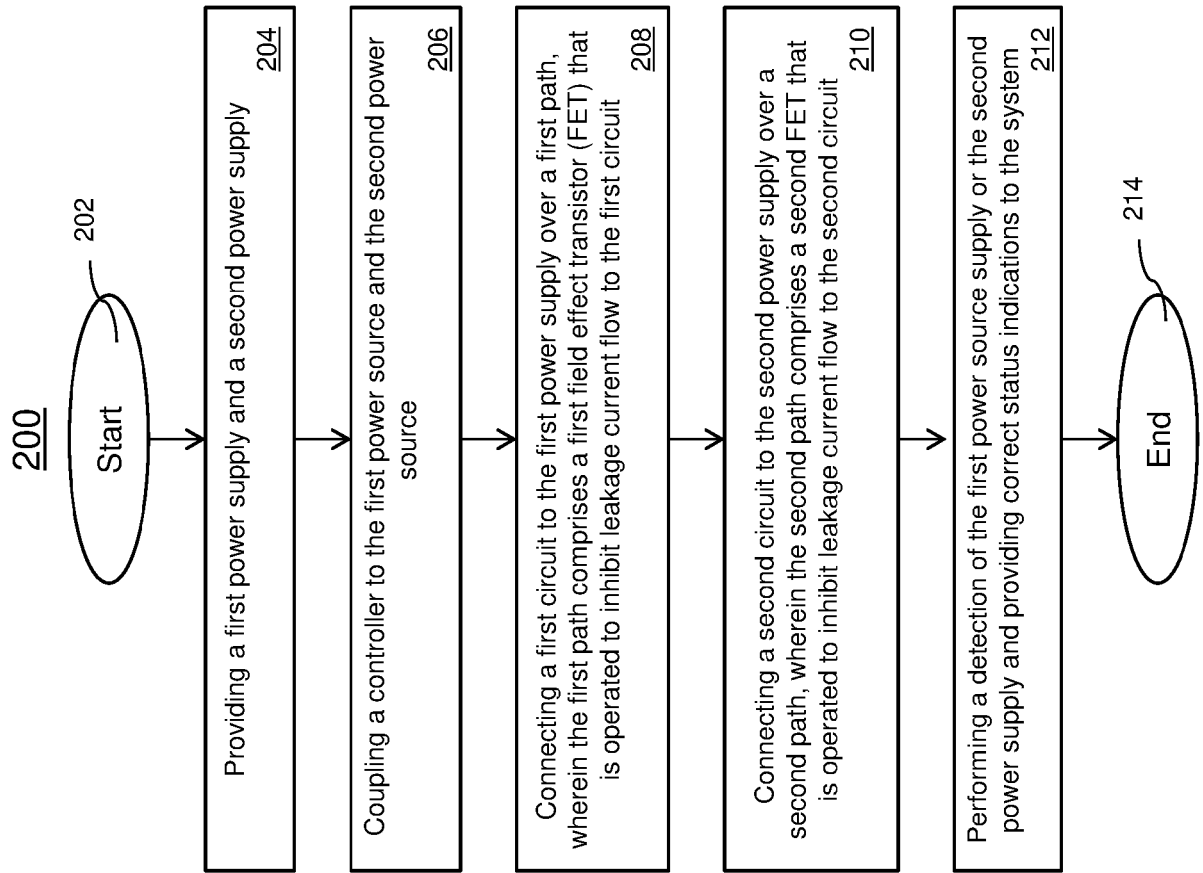 200
Start
202
Providing a first power supply and a second power supply
204
Coupling a controller to the first power source and the second power
source
206
Connecting a first circuit to the first power supply over a first path,
wherein the first path comprises a first field effect transistor (FET) that
is operated to inhibit leakage current flow to the first circuit
208
Connecting a second circuit to the second power supply over a
second path, wherein the second path comprises a second FET that
is operated to inhibit leakage current flow to the second circuit
210
Performing a detection of the first power source supply or the second
power supply and providing correct status indications to the system
212
End
214